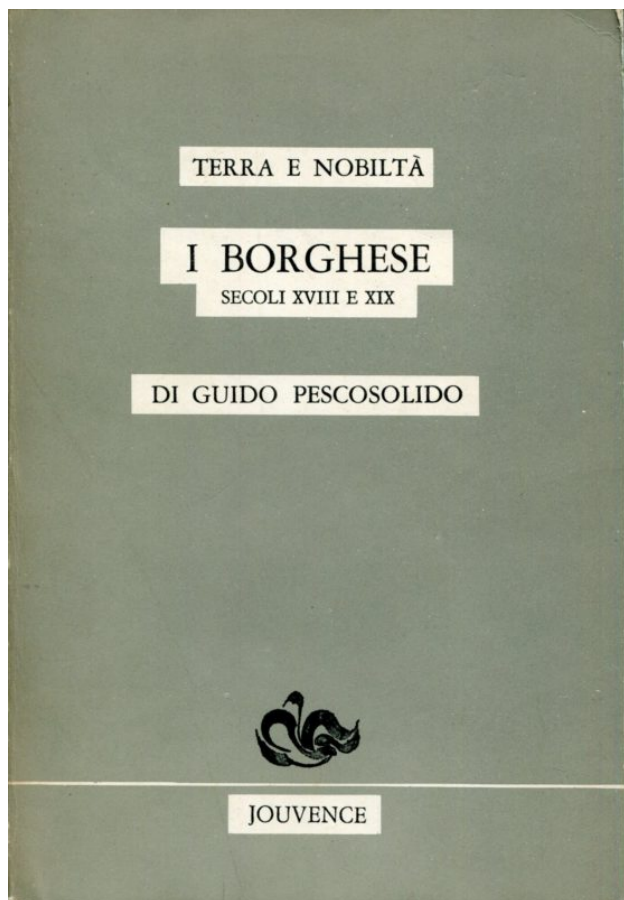 TERRA E NOBILTÀ
I BORGHESE
SECOLI XVIII E XIX
DI GUIDO PESCOSOLIDO
JOUVENCE